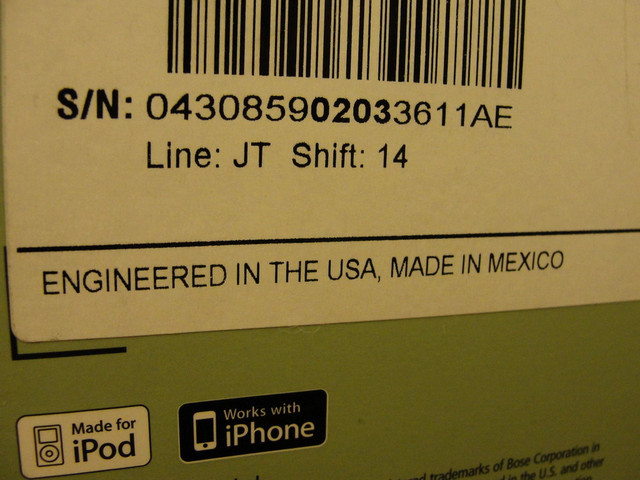 S/N: 043085902033611AE
Line: JT Shift: 14
ENGINEERED IN THE USA, MADE IN MEXICO
Made for
iPod
Works with
iPhone
trademarks of Bose Corporation in
in the U.S. and other